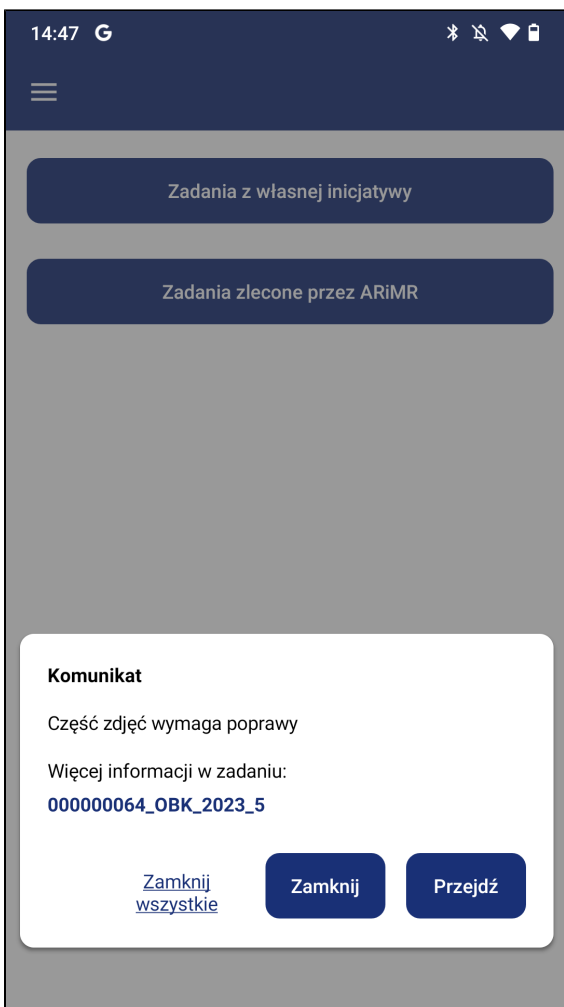 14:47 G
Zadania z własnej inicjatywy
Zadania zlecone przez ARiMR
Komunikat
Część zdjęć wymaga poprawy
Więcej informacji w zadaniu:
000000064_OBK_2023_5
Zamknij
wszystkie
Zamknij
Przejdź